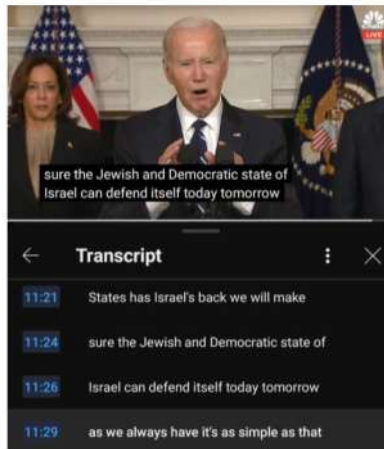 LIVE
sure the Jewish and Democratic state of
Israel can defend itself today tomorrow
Transcript
11:21 States has Israel's back we will make
11:24 sure the Jewish and Democratic state of
11:26 Israel can defend itself today tomorrow
11:29 as we always have it's as simple as that